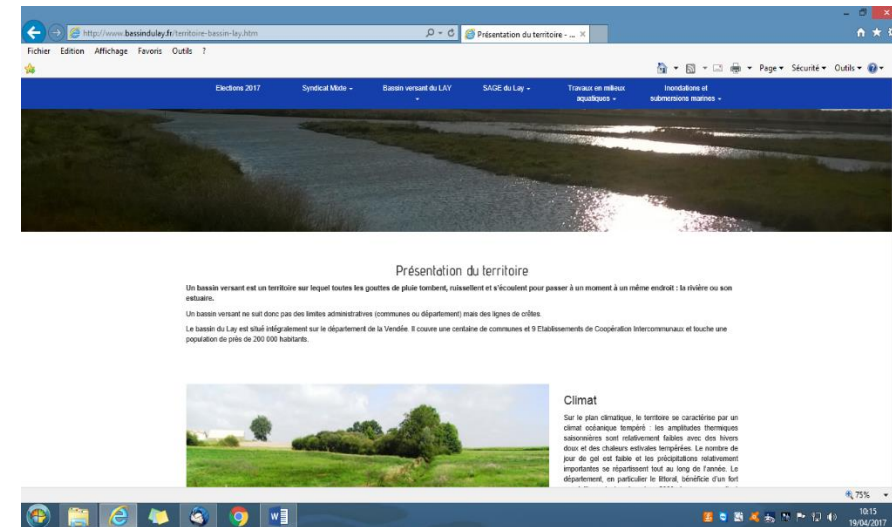 http://www.bassindulay.fr/territoire-bassin-lay.htm
Présentation du territoire - ...
Fichier Edition Affichage Favoris Outils ?
Page Sécurité Outils
Elections 2017 Syndicat Mixte Bassin versant du LAY SAGE du Lay Travaux en milieux aquatiques Inondations et submersions marines
Présentation du territoire
Un bassin versant est un territoire sur lequel toutes les gouttes de pluie tombent, ruissellent et s'écoulent pour passer à un moment à un même endroit : la rivière ou son
estuaire.
Un bassin versant ne suit donc pas des limites administratives (communes ou département) mais des lignes de crêtes.
Le bassin du Lay est situé intégralement sur le département de la Vendée. Il couvre une centaine de communes et 9 Etablissements de Coopération Intercommunaux et touche une
population de près de 200 000 habitants.
Climat
Sur le plan climatique, le territoire se caractérise par un
climat océanique tempéré : les amplitudes thermiques
saisonnières sont relativement faibles avec des hivers
doux et des chaleurs estivales tempérées. Le nombre de
jour de gel est faible et les précipitations relativement
importantes se répartissent tout au long de l'année. Le
département, en particulier le littoral, bénéficie d'un fort
75%
10:15
19/04/2017